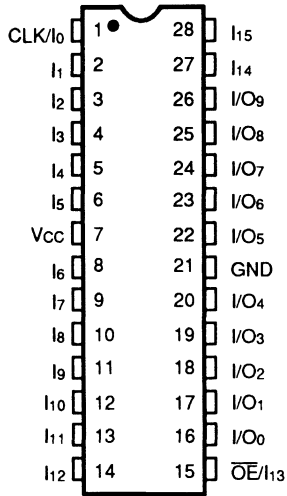 CLK/I₀ 1 28 I₁₅
I₁ 2 27 I₁₄
I₂ 3 26 I/O₉
I₃ 4 25 I/O₈
I₄ 5 24 I/O₇
I₅ 6 23 I/O₆
VCC 7 22 I/O₅
I₆ 8 21 GND
I₇ 9 20 I/O₄
I₈ 10 19 I/O₃
I₉ 11 18 I/O₂
I₁₀ 12 17 I/O₁
I₁₁ 13 16 I/O₀
I₁₂ 14 15 O̅E̅/I₁₃